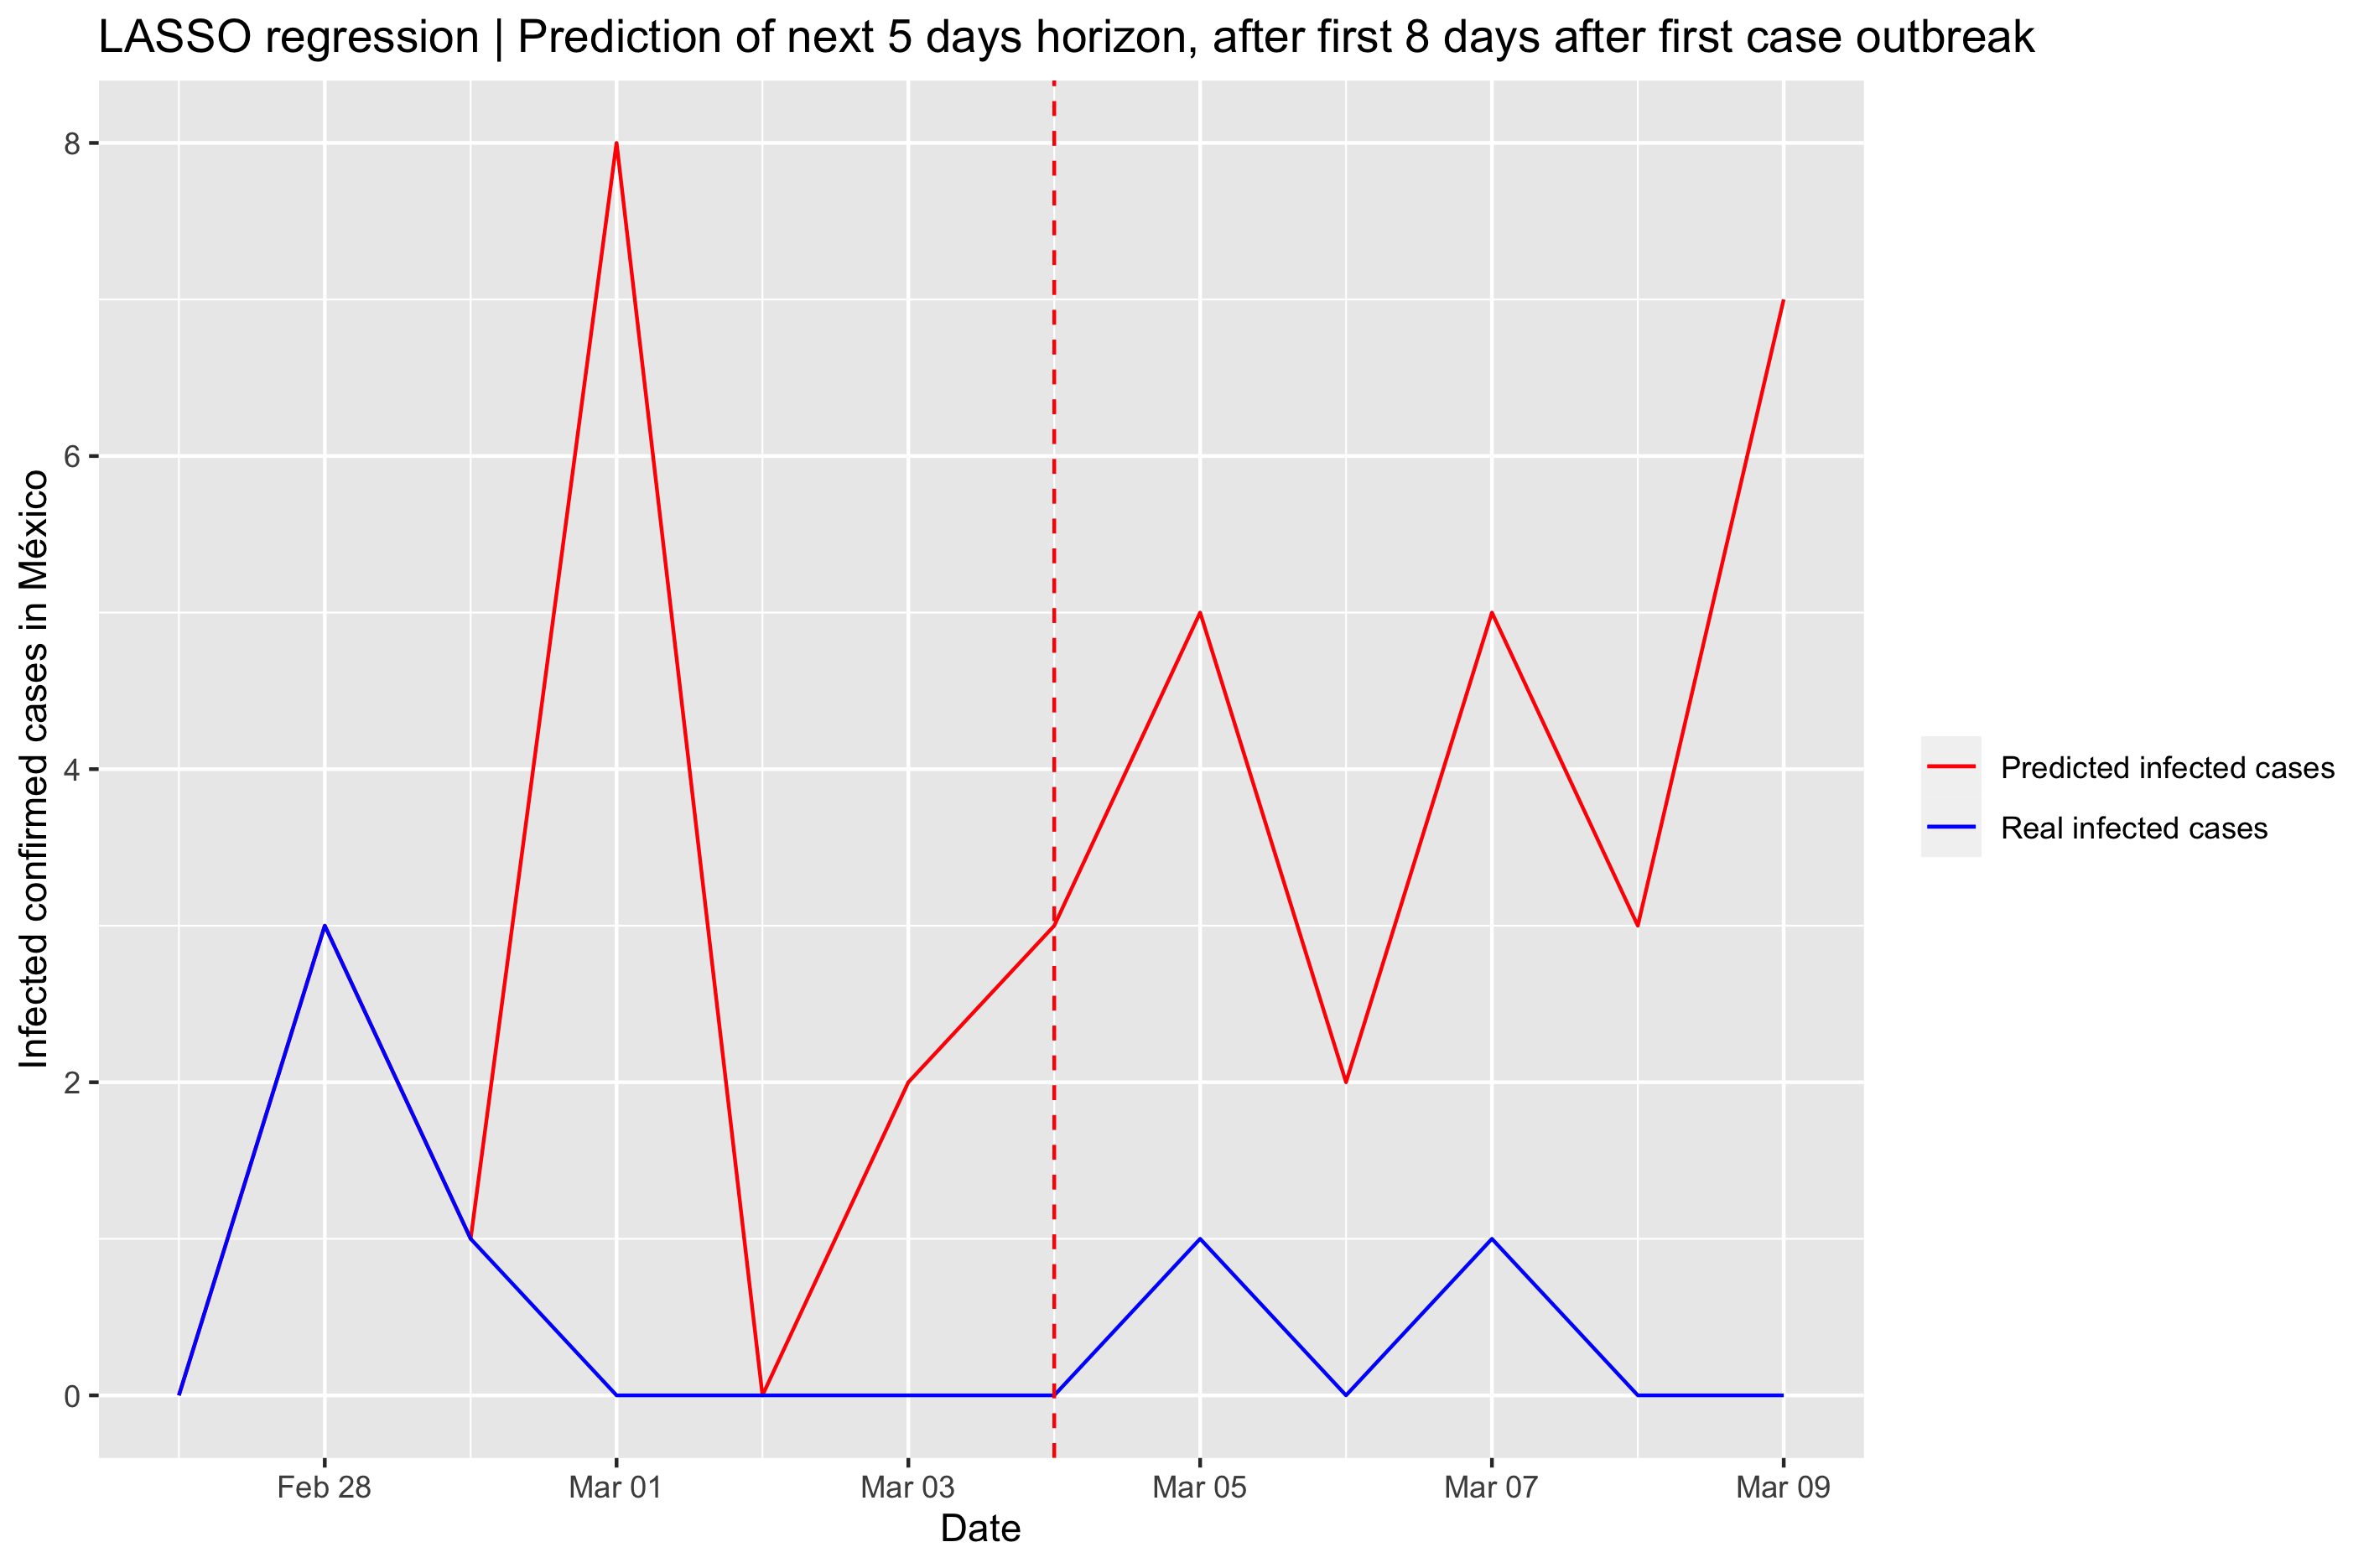 LASSO regression | Prediction of next 5 days horizon, after first 8 days after first case outbreak
Infected confirmed cases in México
8
6
4
2
0
Feb 28
Mar 01
Mar 03
Mar 05
Mar 07
Mar 09
Date
Predicted infected cases
Real infected cases